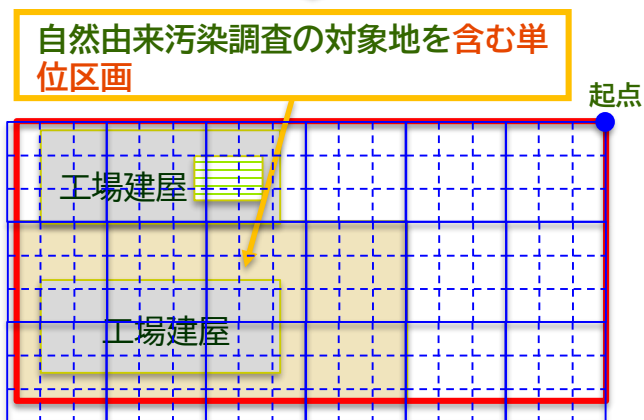 自然由来汚染調査の対象地を含む単
位区画
起点
工場建屋
工場建屋